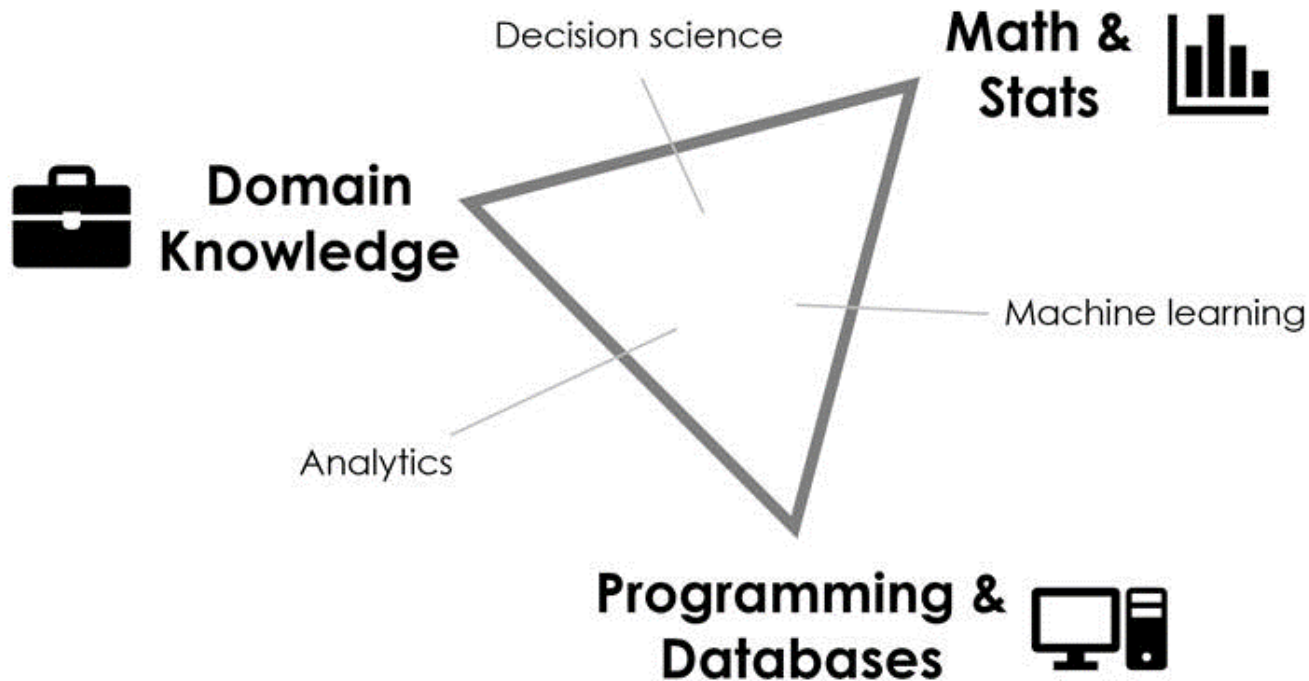 Decision science
Math &
Stats
Domain
Knowledge
Machine learning
Analytics
Programming &
Databases